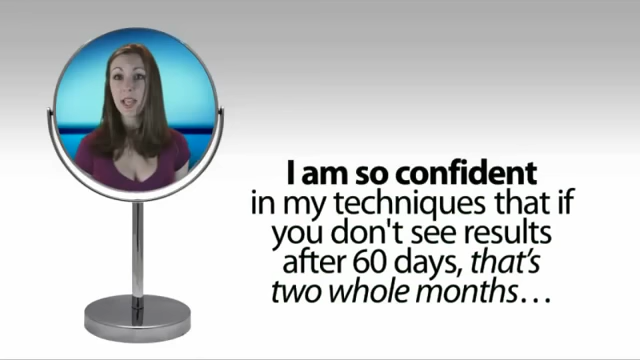 I am so confident
in my techniques that if
you don't see results
after 60 days, that's
two whole months…